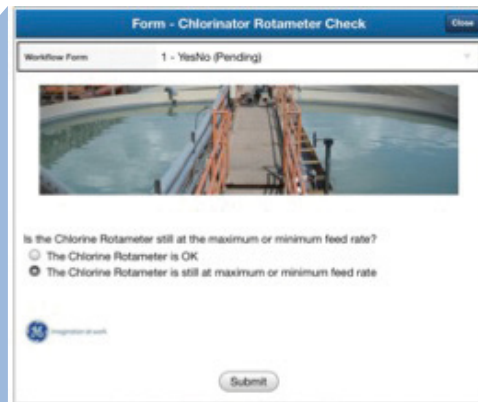 Form - Chlorinator Rotameter Check
Close
Workflow Form
1 - YesNo (Pending)
Is the Chlorine Rotameter still at the maximum or minimum feed rate?
The Chlorine Rotameter is OK
The Chlorine Rotameter is still at maximum or minimum feed rate
imagination at work
Submit